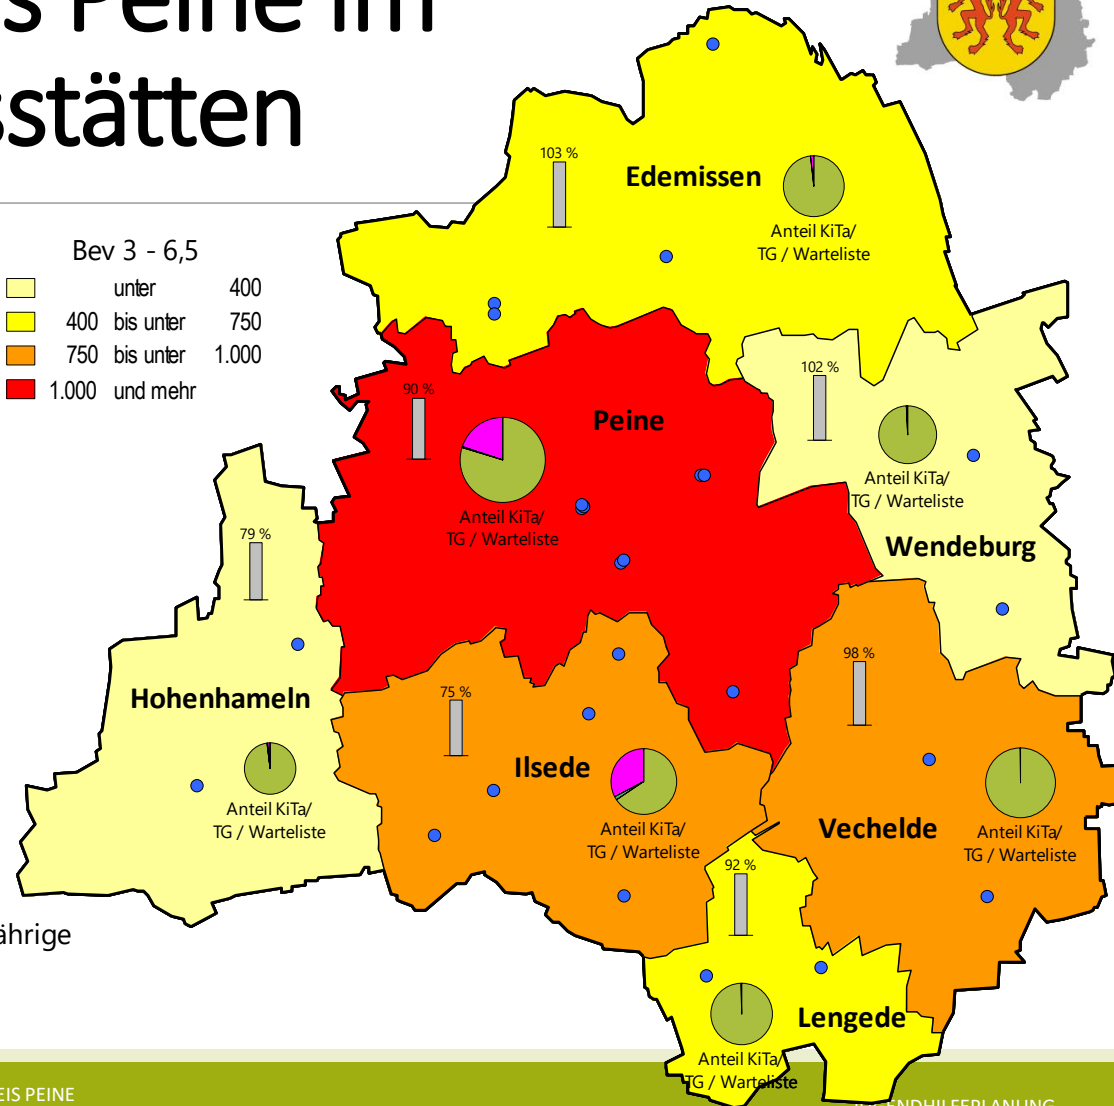 s Peine im
sstätten
Bev 3 - 6,5
unter 400
400 bis unter 750
750 bis unter 1.000
1.000 und mehr
103 %
Edemissen
Anteil KiTa/
TG / Warteliste
90 %
Peine
Anteil KiTa/
TG / Warteliste
102 %
Anteil KiTa/
TG / Warteliste
Wendeburg
79 %
Hohenhameln
Anteil KiTa/
TG / Warteliste
75 %
Ilsede
Anteil KiTa/
TG / Warteliste
98 %
Vechelde
Anteil KiTa/
TG / Warteliste
92 %
Lengede
Anteil KiTa/
TG / Warteliste
ährige
EIS PEINE
ENDHILFEPLANUNG